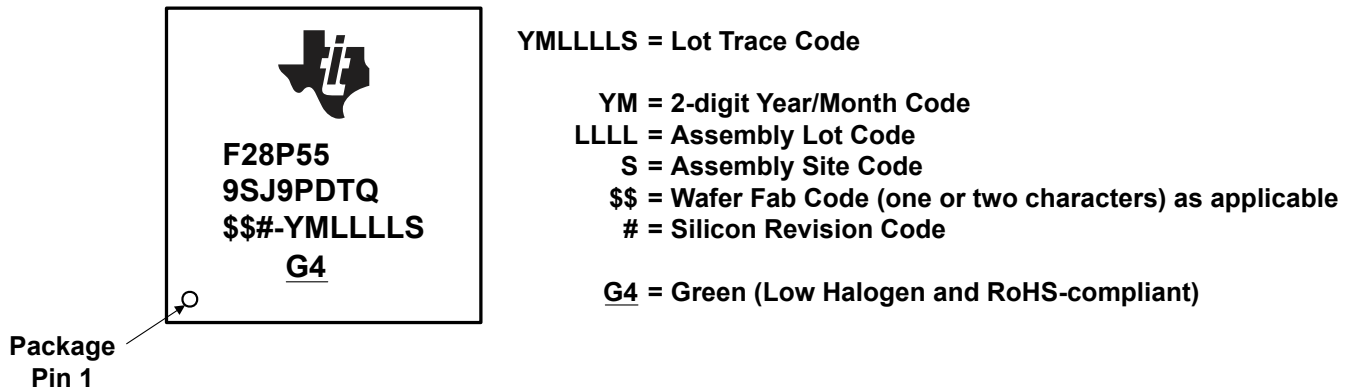 F28P55
9SJ9PDTQ
$$#-YMLLLLS
G4
Package
Pin 1
YMLLLLS = Lot Trace Code
YM = 2-digit Year/Month Code
LLLL = Assembly Lot Code
S = Assembly Site Code
$$ = Wafer Fab Code (one or two characters) as applicable
# = Silicon Revision Code
G4 = Green (Low Halogen and RoHS-compliant)